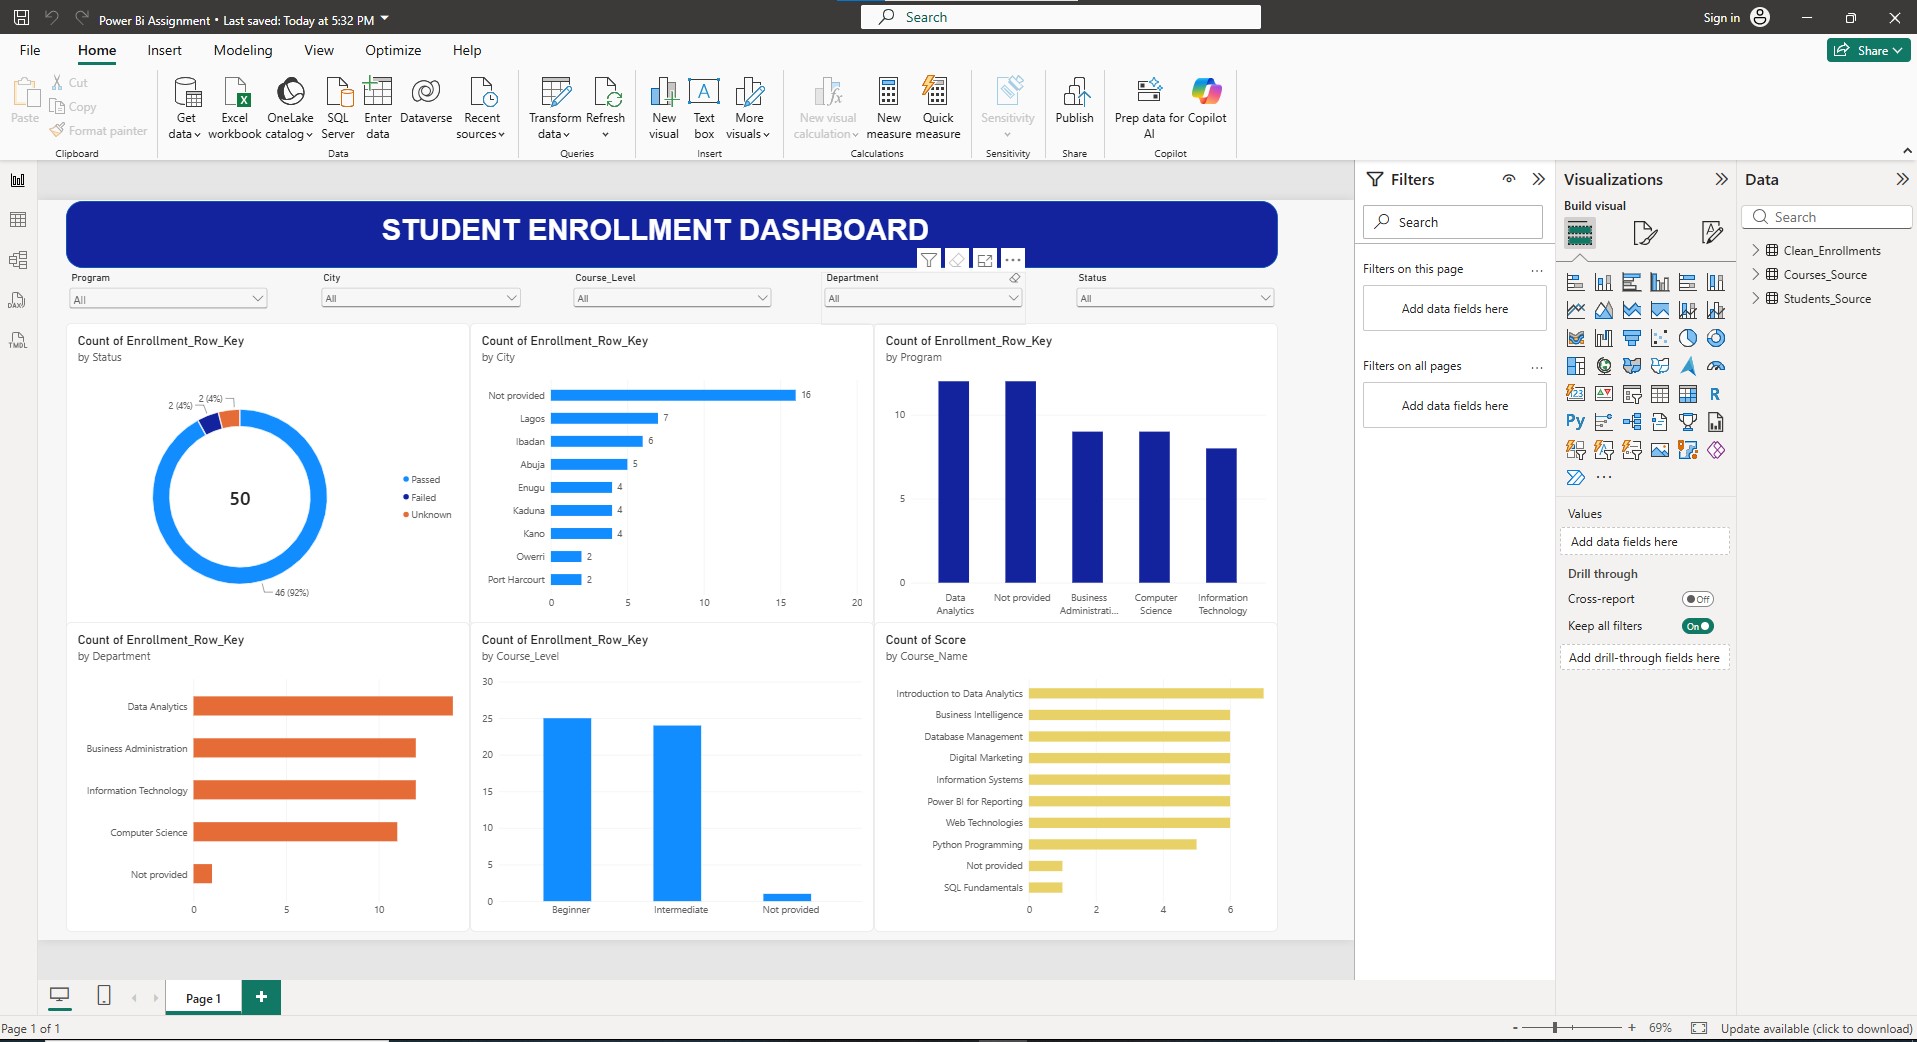 Power Bi Assignment • Last saved: Today at 5:32 PM
Search
Sign in
File Home Insert Modeling View Optimize Help
Share
Paste
Cut
Copy
Format painter
Clipboard
Get data
Excel workbook
OneLake catalog
SQL Server
Enter data
Dataverse
Recent sources
Data
Transform data
Refresh
Queries
New visual
Text box
More visuals
Insert
New visual calculation
New measure
Quick measure
Calculations
Sensitivity
Sensitivity
Publish
Share
Prep data for AI
Copilot
Copilot
DAX
TMDL
STUDENT ENROLLMENT DASHBOARD
Program
All
City
All
Course_Level
All
Department
All
Status
All
Count of Enrollment_Row_Key
by Status
2 (4%)
2 (4%)
50
46 (92%)
Passed
Failed
Unknown
Count of Enrollment_Row_Key
by City
Not provided 16
Lagos 7
Ibadan 6
Abuja 5
Enugu 4
Kaduna 4
Kano 4
Owerri 2
Port Harcourt 2
0 5 10 15 20
Count of Enrollment_Row_Key
by Program
10
5
0
Data Analytics
Not provided
Business Administrati...
Computer Science
Information Technology
Count of Enrollment_Row_Key
by Department
Data Analytics
Business Administration
Information Technology
Computer Science
Not provided
0 5 10
Count of Enrollment_Row_Key
by Course_Level
30
25
20
15
10
5
0
Beginner Intermediate Not provided
Count of Score
by Course_Name
Introduction to Data Analytics
Business Intelligence
Database Management
Digital Marketing
Information Systems
Power BI for Reporting
Web Technologies
Python Programming
Not provided
SQL Fundamentals
0 2 4 6
Filters
Search
Filters on this page ...
Add data fields here
Filters on all pages ...
Add data fields here
Visualizations
Build visual
123
R
Py
...
Values
Add data fields here
Drill through
Cross-report Off
Keep all filters On
Add drill-through fields here
Data
Search
Clean_Enrollments
Courses_Source
Students_Source
Page 1
+
Page 1 of 1
- + 69%
Update available (click to download)